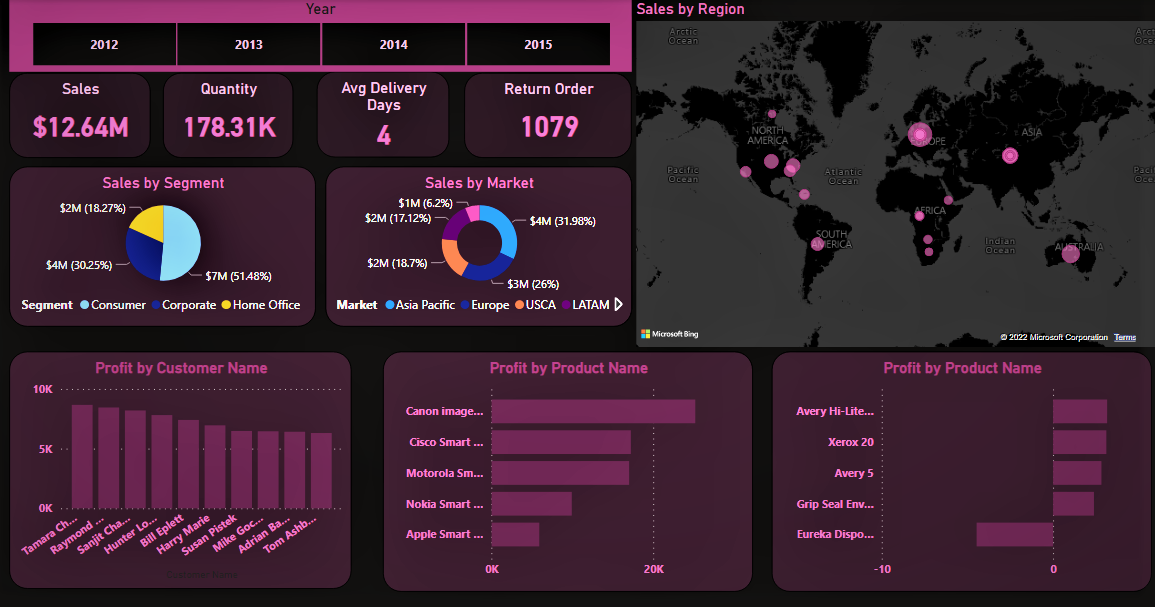 Year
2012 2013 2014 2015
Sales
$12.64M
Quantity
178.31K
Avg Delivery
Days
4
Return Order
1079
Sales by Region
Arctic
Ocean
NORTH
AMERICA
EUROPE
ASIA
Pacific
Ocean
Atlantic
Ocean
AFRICA
SOUTH
AMERICA
Indian
Ocean
AUSTRALIA
Microsoft Bing
© 2022 Microsoft Corporation Terms
Sales by Segment
$2M (18.27%)
$4M (30.25%)
$7M (51.48%)
Segment Consumer Corporate Home Office
Sales by Market
$1M (6.2%)
$2M (17.12%)
$4M (31.98%)
$2M (18.7%)
$3M (26%)
Market Asia Pacific Europe USCA LATAM
Profit by Customer Name
10K
5K
0K
Tamara Ch...
Raymond ...
Sanjit Cha...
Hunter Lo...
Bill Eplett
Harry Marie
Susan Pistek
Mike Goc...
Adrian Ba...
Tom Ashb...
Customer Name
Profit by Product Name
Canon image...
Cisco Smart ...
Motorola Sm...
Nokia Smart ...
Apple Smart ...
0K 20K
Profit by Product Name
Avery Hi-Lite...
Xerox 20
Avery 5
Grip Seal Env...
Eureka Dispo...
-10 0